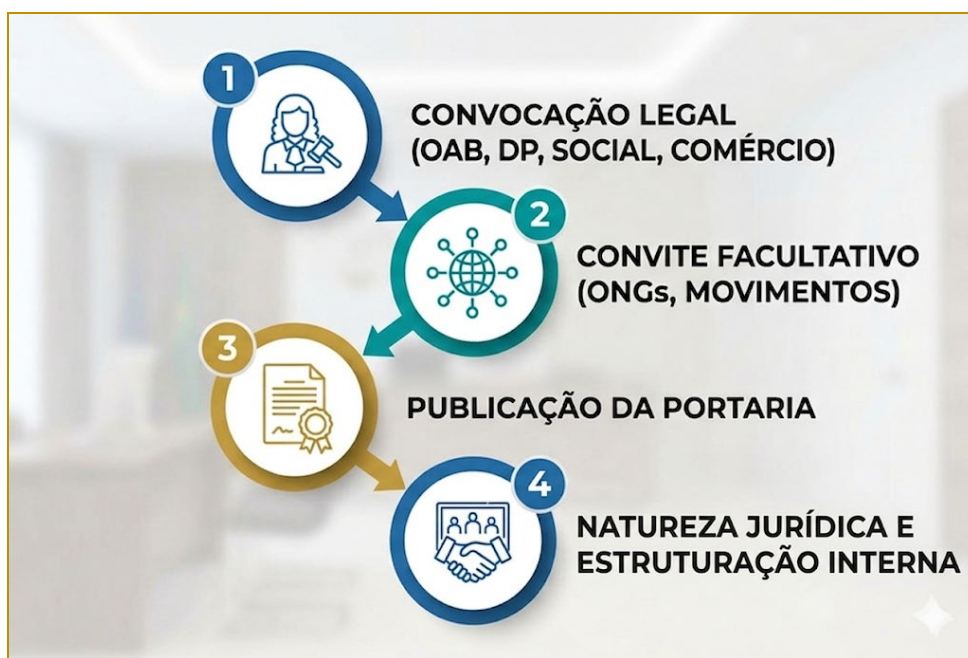 1
CONVOCAÇÃO LEGAL
(OAB, DP, SOCIAL, COMÉRCIO)
2
CONVITE FACULTATIVO
(ONGs, MOVIMENTOS)
3
PUBLICAÇÃO DA PORTARIA
4
NATUREZA JURÍDICA E
ESTRUTURAÇÃO INTERNA